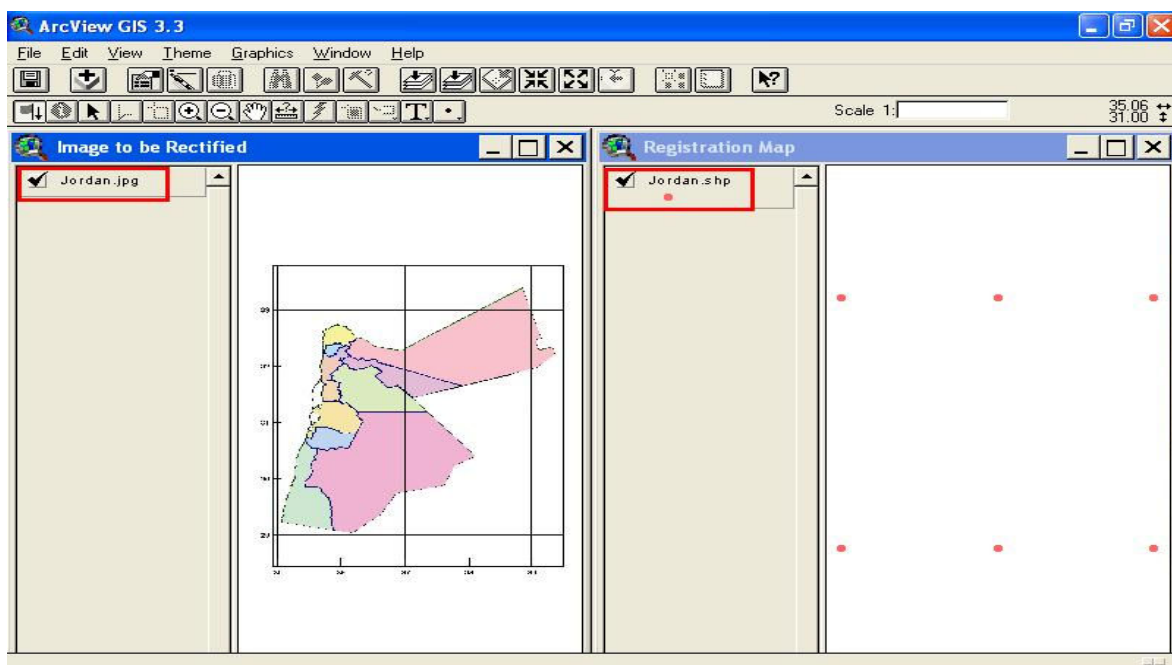 ArcView GIS 3.3
File Edit View Theme Graphics Window Help
T
Scale 1:
35.06
31.00
Image to be Rectified
Registration Map
Jordan.jpg
Jordan.shp